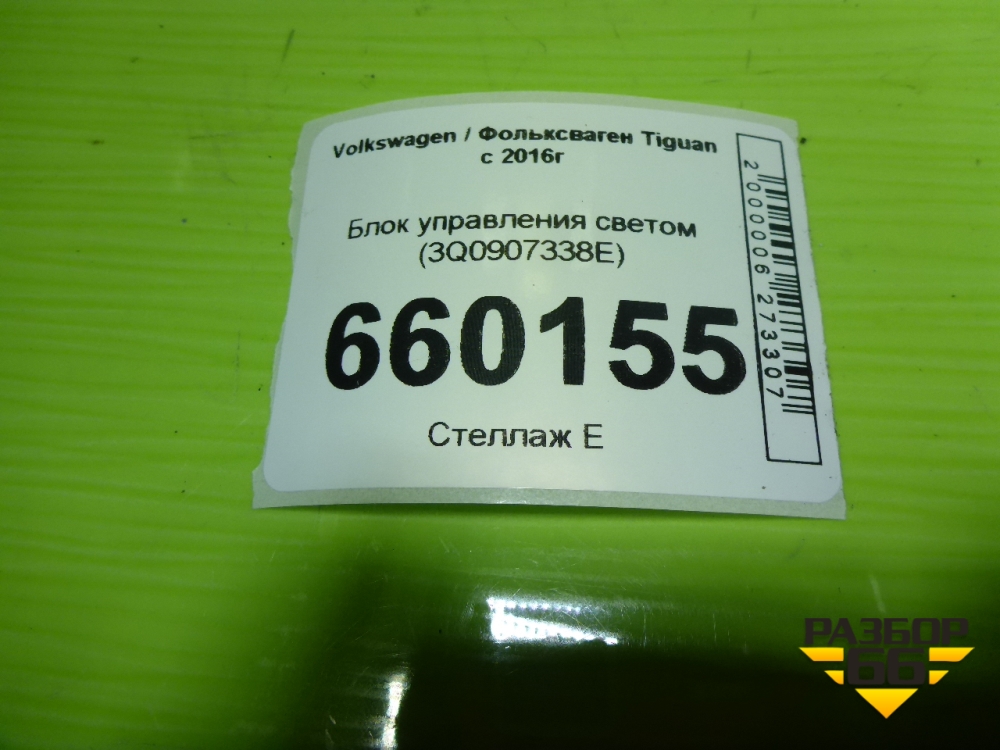 Volkswagen / Фольксваген Tiguan
с 2016г
Блок управления светом
(3Q0907338E)
660155
Стеллаж Е
2000006273307
РАЗБОР
66